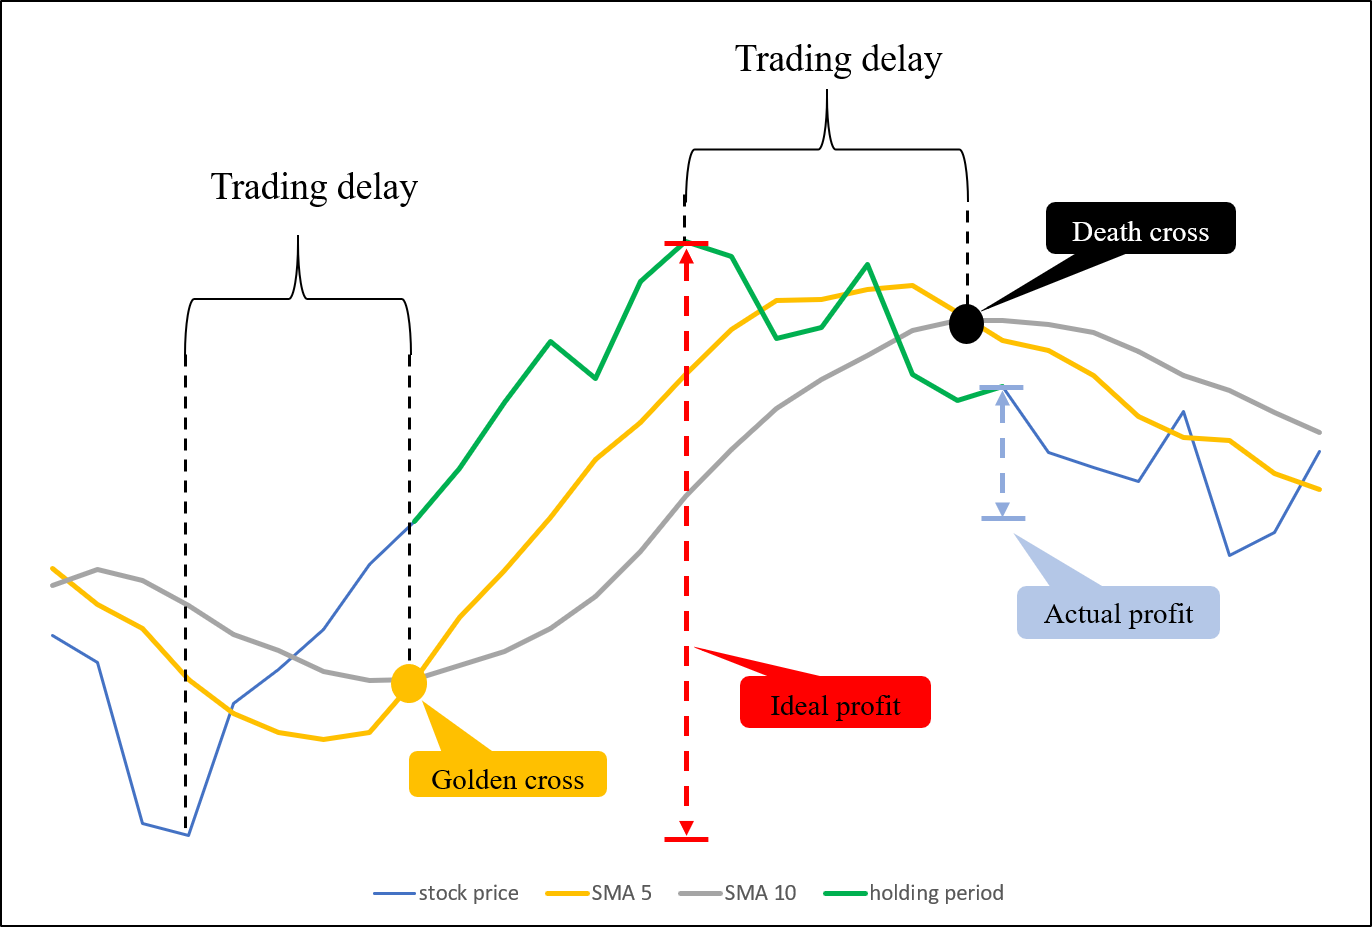 Trading delay
Trading delay
Death cross
Actual profit
Ideal profit
Golden cross
stock price SMA 5 SMA 10 holding period